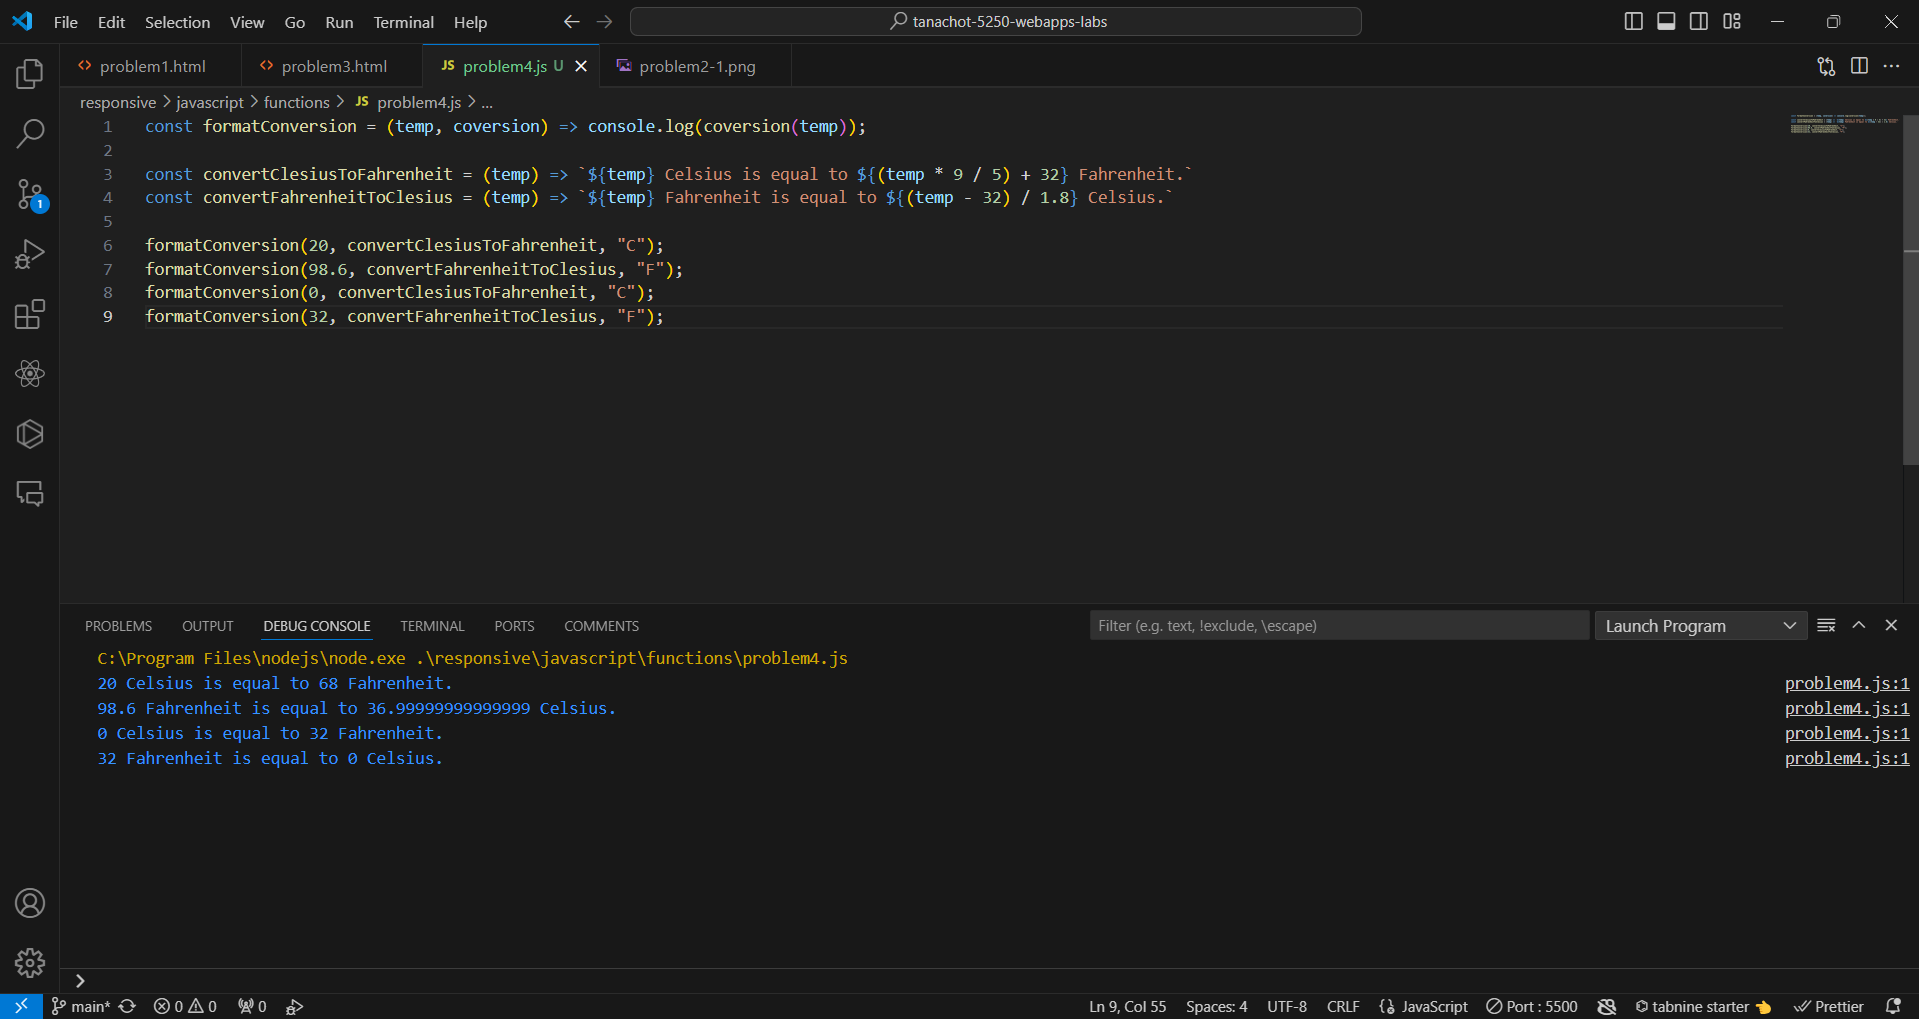 File Edit Selection View Go Run Terminal Help tanachot-5250-webapps-labs
problem1.html problem3.html JS problem4.js U problem2-1.png
responsive > javascript > functions > JS problem4.js > ...
1 const formatConversion = (temp, coversion) => console.log(coversion(temp));
2
3 const convertClesiusToFahrenheit = (temp) => `${temp} Celsius is equal to ${(temp * 9 / 5) + 32} Fahrenheit.`
4 const convertFahrenheitToClesius = (temp) => `${temp} Fahrenheit is equal to ${(temp - 32) / 1.8} Celsius.`
5
6 formatConversion(20, convertClesiusToFahrenheit, "C");
7 formatConversion(98.6, convertFahrenheitToClesius, "F");
8 formatConversion(0, convertClesiusToFahrenheit, "C");
9 formatConversion(32, convertFahrenheitToClesius, "F");
1
PROBLEMS OUTPUT DEBUG CONSOLE TERMINAL PORTS COMMENTS Filter (e.g. text, !exclude, \escape) Launch Program
C:\Program Files\nodejs\node.exe .\responsive\javascript\functions\problem4.js
20 Celsius is equal to 68 Fahrenheit. problem4.js:1
98.6 Fahrenheit is equal to 36.99999999999999 Celsius. problem4.js:1
0 Celsius is equal to 32 Fahrenheit. problem4.js:1
32 Fahrenheit is equal to 0 Celsius. problem4.js:1
main* 0 0 0 Ln 9, Col 55 Spaces: 4 UTF-8 CRLF {} JavaScript Port : 5500 tabnine starter Prettier